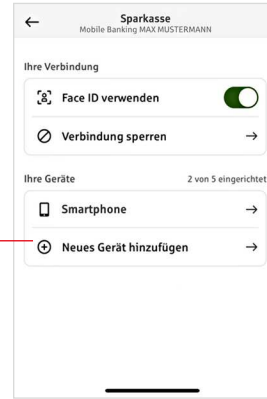 Sparkasse
Mobile Banking MAX MUSTERMANN
Ihre Verbindung
Face ID verwenden
Verbindung sperren
Ihre Geräte 2 von 5 eingerichtet
Smartphone
Neues Gerät hinzufügen